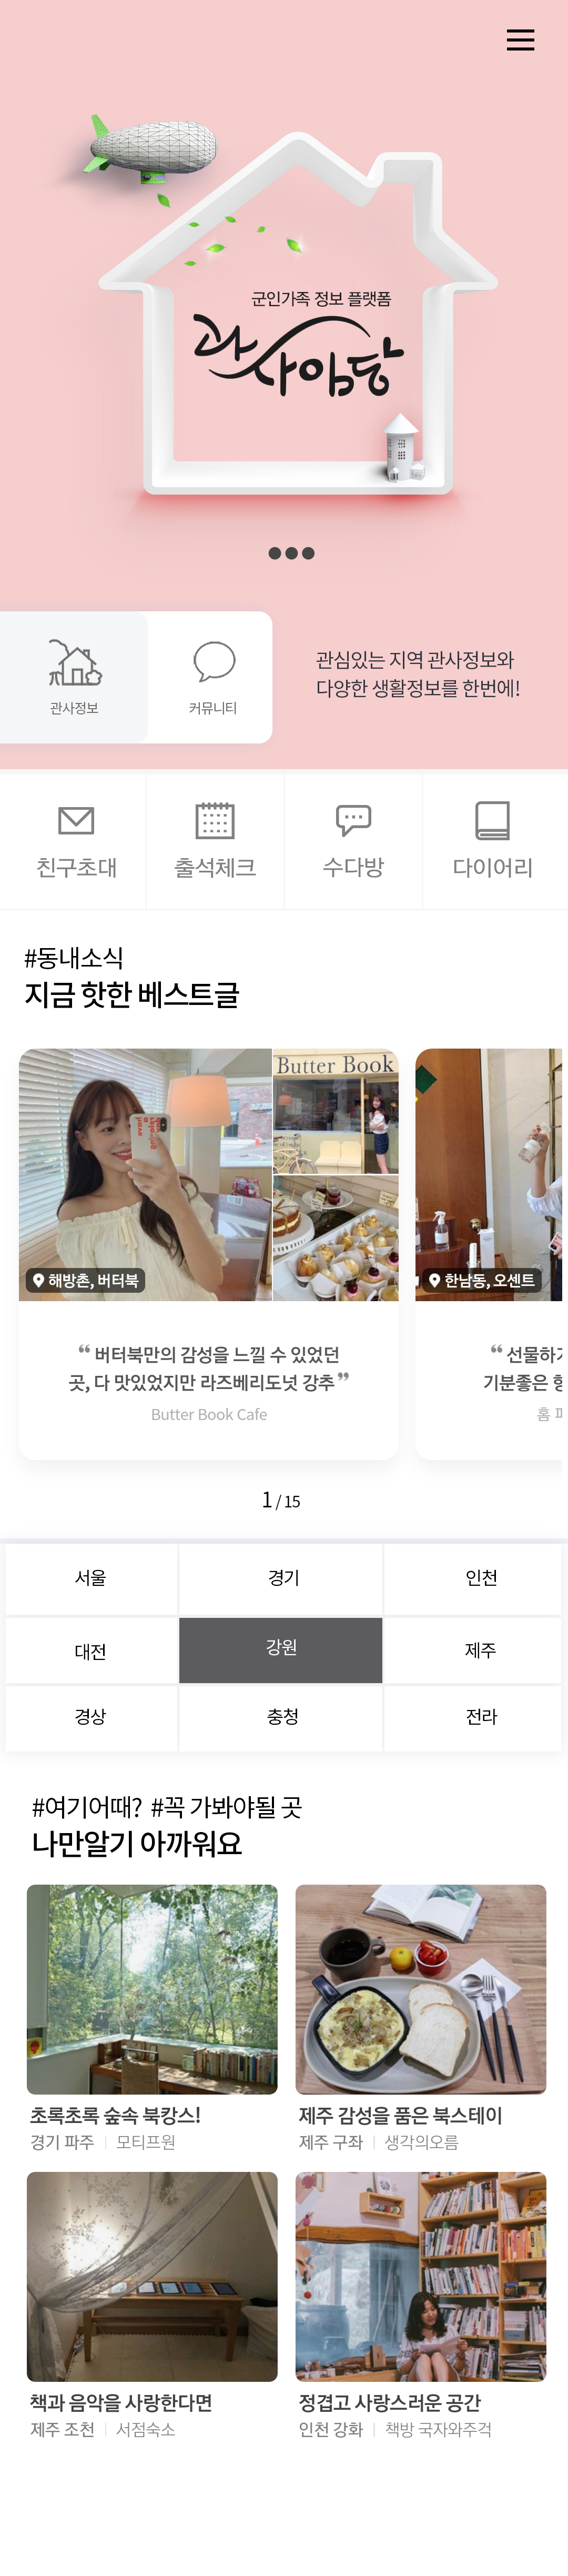 군인가족 정보 플랫폼
관사마당
관사정보
커뮤니티
관심있는 지역 관사정보와
다양한 생활정보를 한번에!
친구초대
출석체크
수다방
다이어리
#동내소식
지금 핫한 베스트글
Butter Book
해방촌, 버터북
한남동, 오센트
“ 버터북만의 감성을 느낄 수 있었던
곳, 다 맛있었지만 라즈베리도넛 강추 ”
Butter Book Cafe
“ 선물하기
기분좋은 향
홈 퍼
1 / 15
서울
경기
인천
대전
강원
제주
경상
충청
전라
#여기어때? #꼭 가봐야될 곳
나만알기 아까워요
초록초록 숲속 북캉스!
경기 파주 | 모티프원
제주 감성을 품은 북스테이
제주 구좌 | 생각의오름
책과 음악을 사랑한다면
제주 조천 | 서점숙소
정겹고 사랑스러운 공간
인천 강화 | 책방 국자와주걱